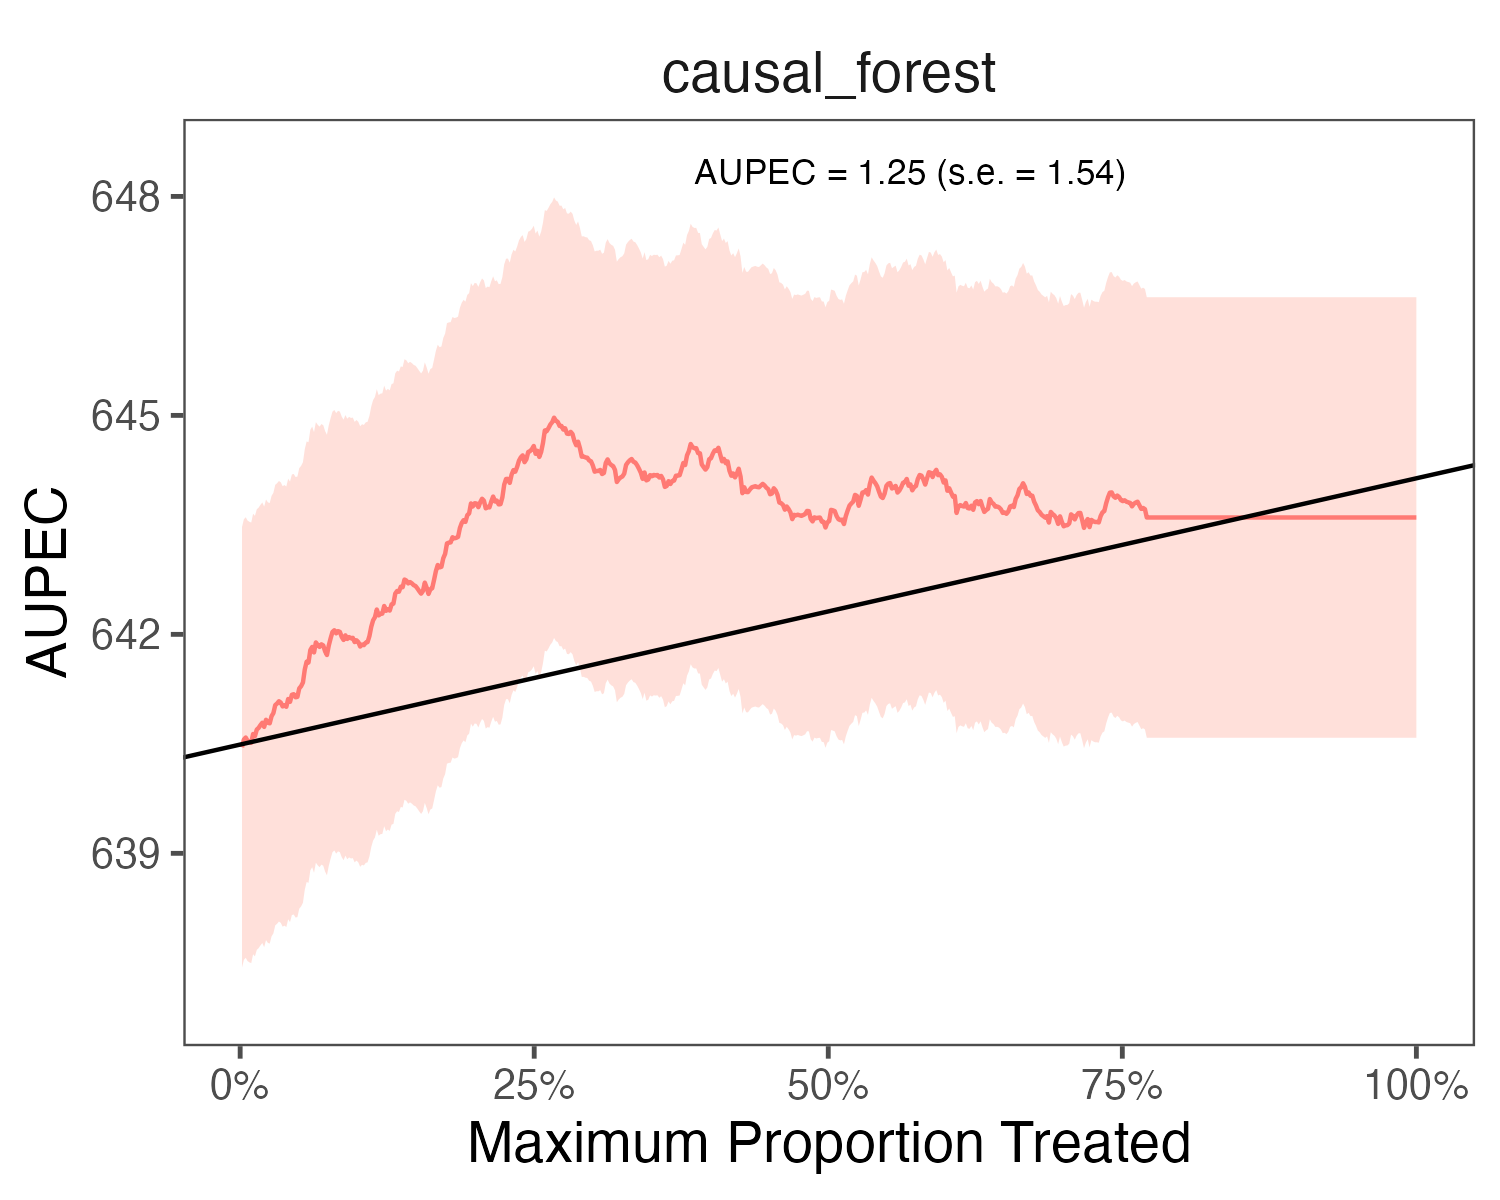 causal_forest
AUPEC = 1.25 (s.e. = 1.54)
AUPEC
648
645
642
639
0%
25%
50%
75%
100%
Maximum Proportion Treated